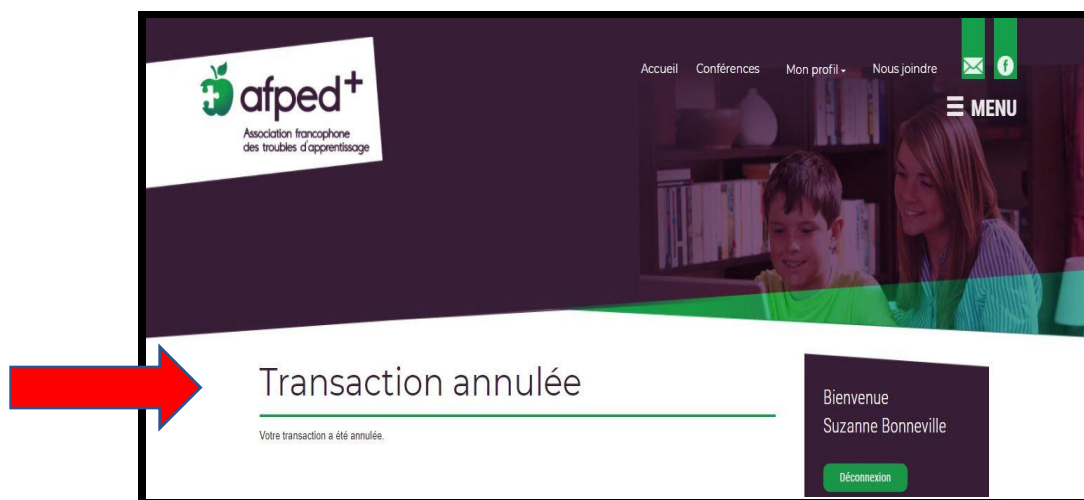 afped+
Association francophone
des troubles d'apprentissage
Accueil Conférences Mon profil Nous joindre
MENU
Transaction annulée
Votre transaction a été annulée.
Bienvenue
Suzanne Bonneville
Déconnexion